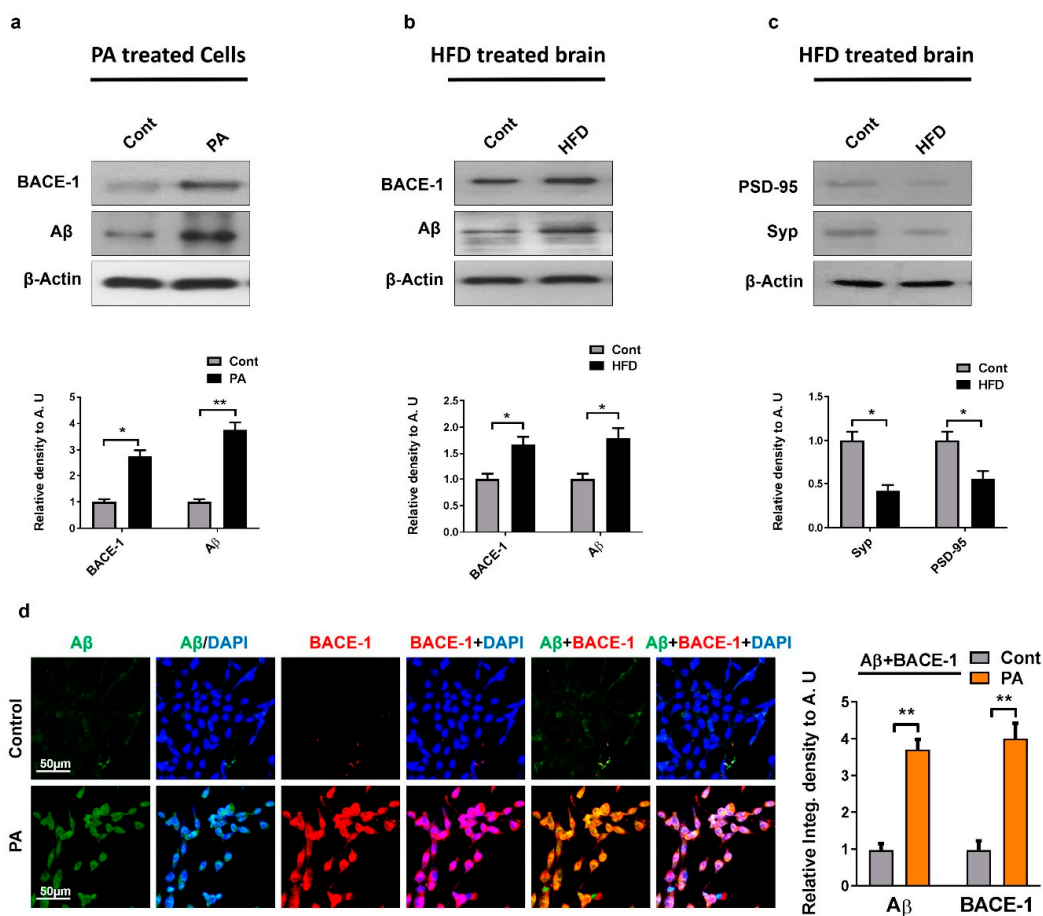 a
PA treated Cells
Cont PA
BACE-1
Aβ
β-Actin
Cont
PA
Relative density to A. U
5
4
3
2
1
0
*
**
BACE-1
Aβ
b
HFD treated brain
Cont HFD
BACE-1
Aβ
β-Actin
Cont
HFD
Relative density to A. U
2.5
2.0
1.5
1.0
0.5
0.0
*
*
BACE-1
Aβ
c
HFD treated brain
Cont HFD
PSD-95
Syp
β-Actin
Cont
HFD
Relative density to A. U
1.5
1.0
0.5
0.0
*
*
Syp
PSD-95
d
Aβ Aβ/DAPI BACE-1 BACE-1+DAPI Aβ+BACE-1 Aβ+BACE-1+DAPI
Control
50μm
PA
50μm
Aβ+BACE-1
Cont
PA
Relative Integ. density to A. U
5
4
2
1
0
**
**
Aβ BACE-1